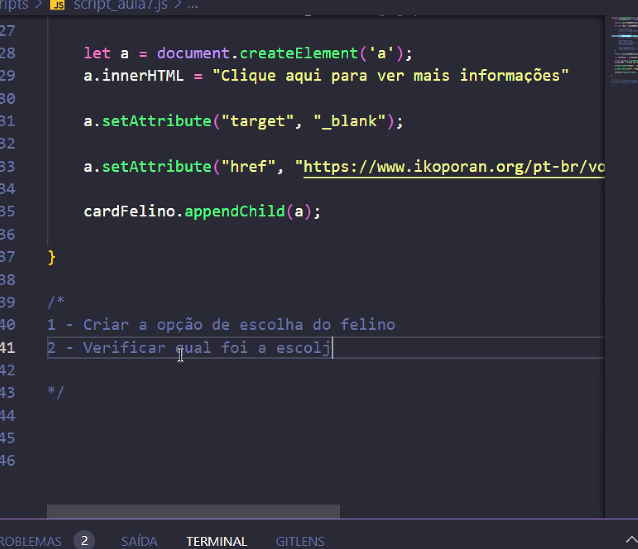 ripts > JS script_aula7.js > ...
27
28 let a = document.createElement('a');
29 a.innerHTML = "Clique aqui para ver mais informações"
30
31 a.setAttribute("target", "_blank");
32
33 a.setAttribute("href", "https://www.ikoporan.org/pt-br/vo
34
35 cardFelino.appendChild(a);
36
37 }
38
39 /*
40 1 - Criar a opção de escolha do felino
41 2 - Verificar qual foi a escolj
42
43 */
44
45
46
ROBLEMAS 2 SAÍDA TERMINAL GITLENS